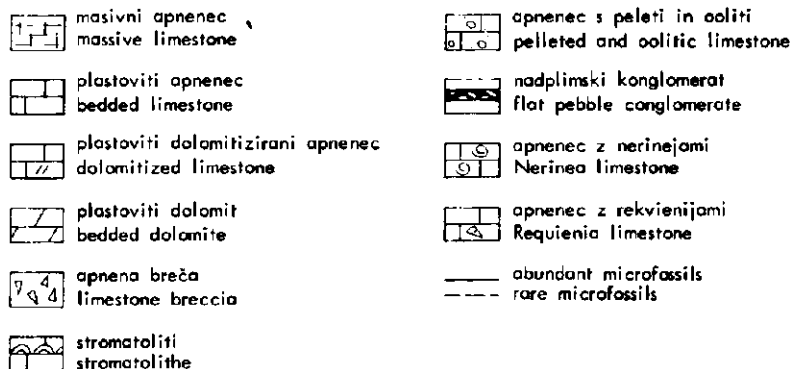 masivni apnenec
massive limestone
plastoviti apnenec
bedded limestone
plastoviti dolomitizirani apnenec
dolomitized limestone
plastoviti dolomit
bedded dolomite
apnena breča
limestone breccia
stromatoliti
stromatolithe
apnenec s peleti in ooliti
pelleted and oolitic limestone
nadplimski konglomerat
flat pebble conglomerate
apnenec z nerinejami
Nerinea limestone
apnenec z rekvienijami
Requienia limestone
abundant microfossils
rare microfossils